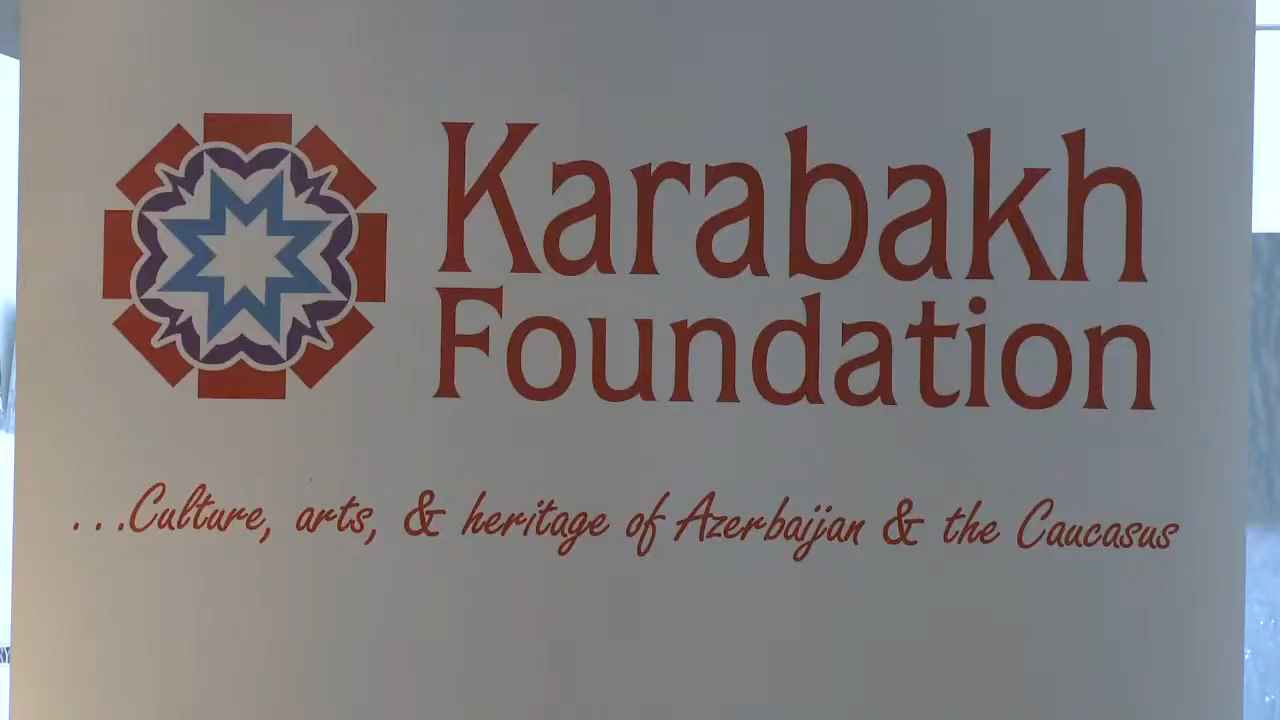 Karabakh
Foundation
...Culture, arts, & heritage of Azerbaijan & the Caucasus